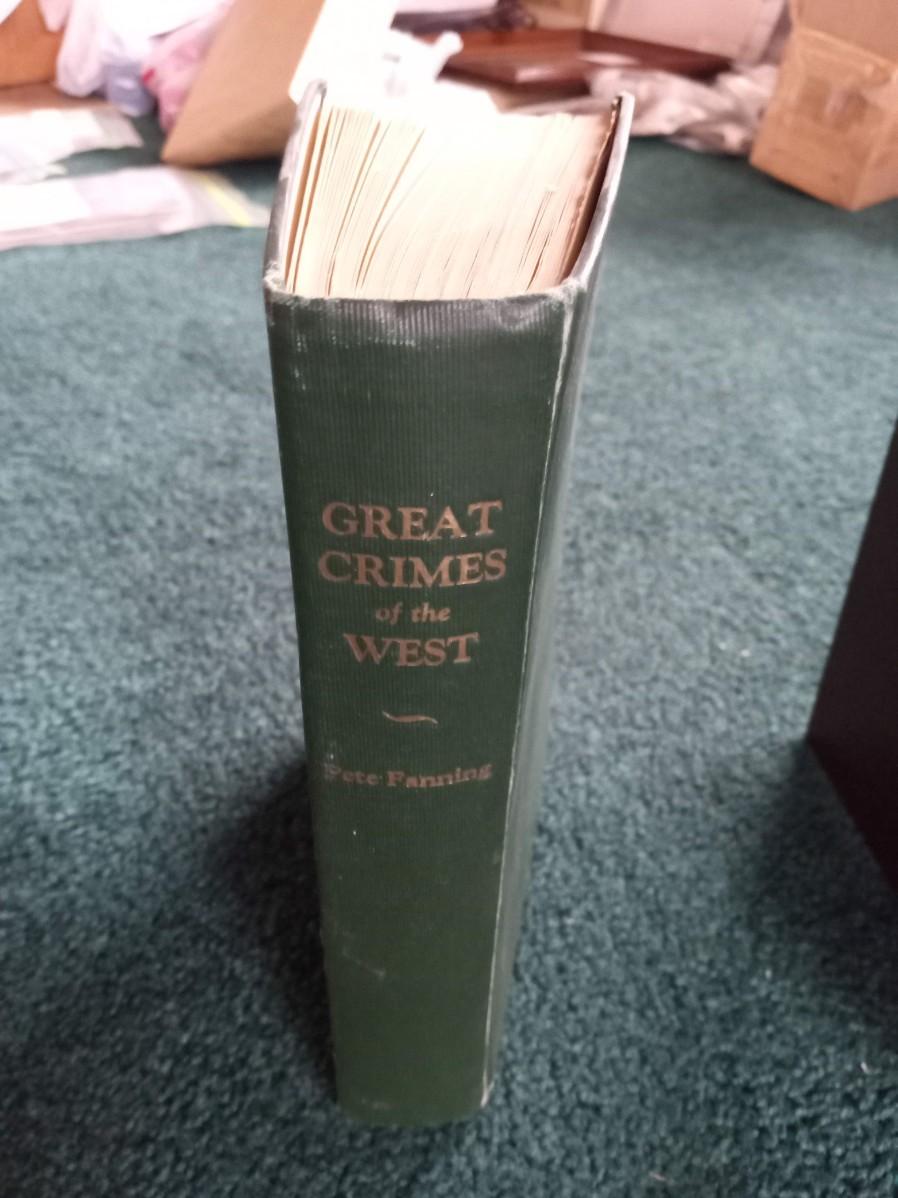 GREAT
CRIMES
of the
WEST
Pete Fanning